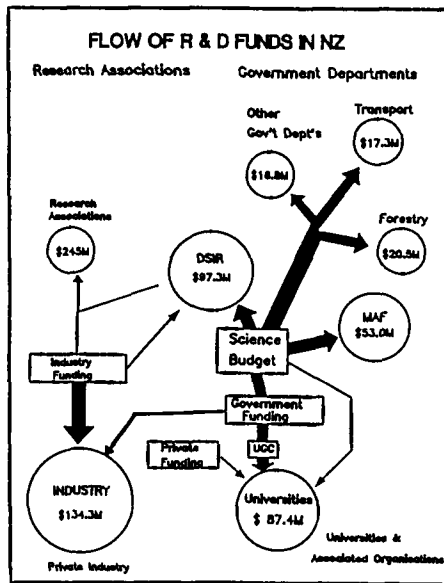 FLOW OF R & D FUNDS IN NZ
Research Associations
Government Departments
Other
Gov't Dept's
$16.8M
Transport
$17.3M
Research
Associations
$245M
DSIR
$97.3M
Forestry
$20.5M
MAF
$53.0M
Science
Budget
Industry
Funding
Government
Funding
Private
Funding
UGC
INDUSTRY
$134.3M
Universities
$ 87.4M
Private Industry
Universities &
Associated Organisations